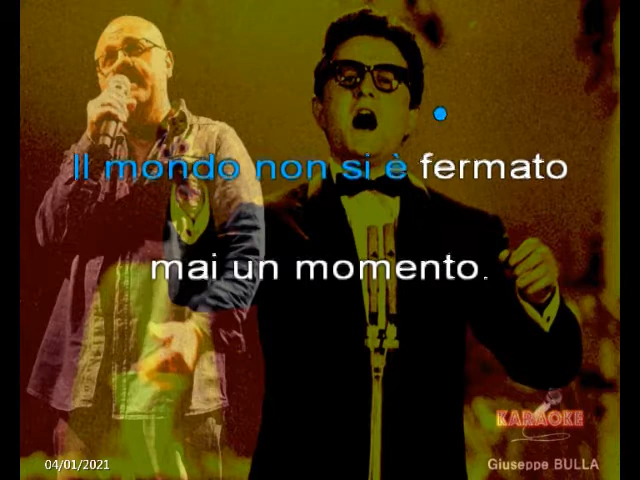 Il mondo non si è fermato
mai un momento.
KARAOKE
04/01/2021
Giuseppe BULLA